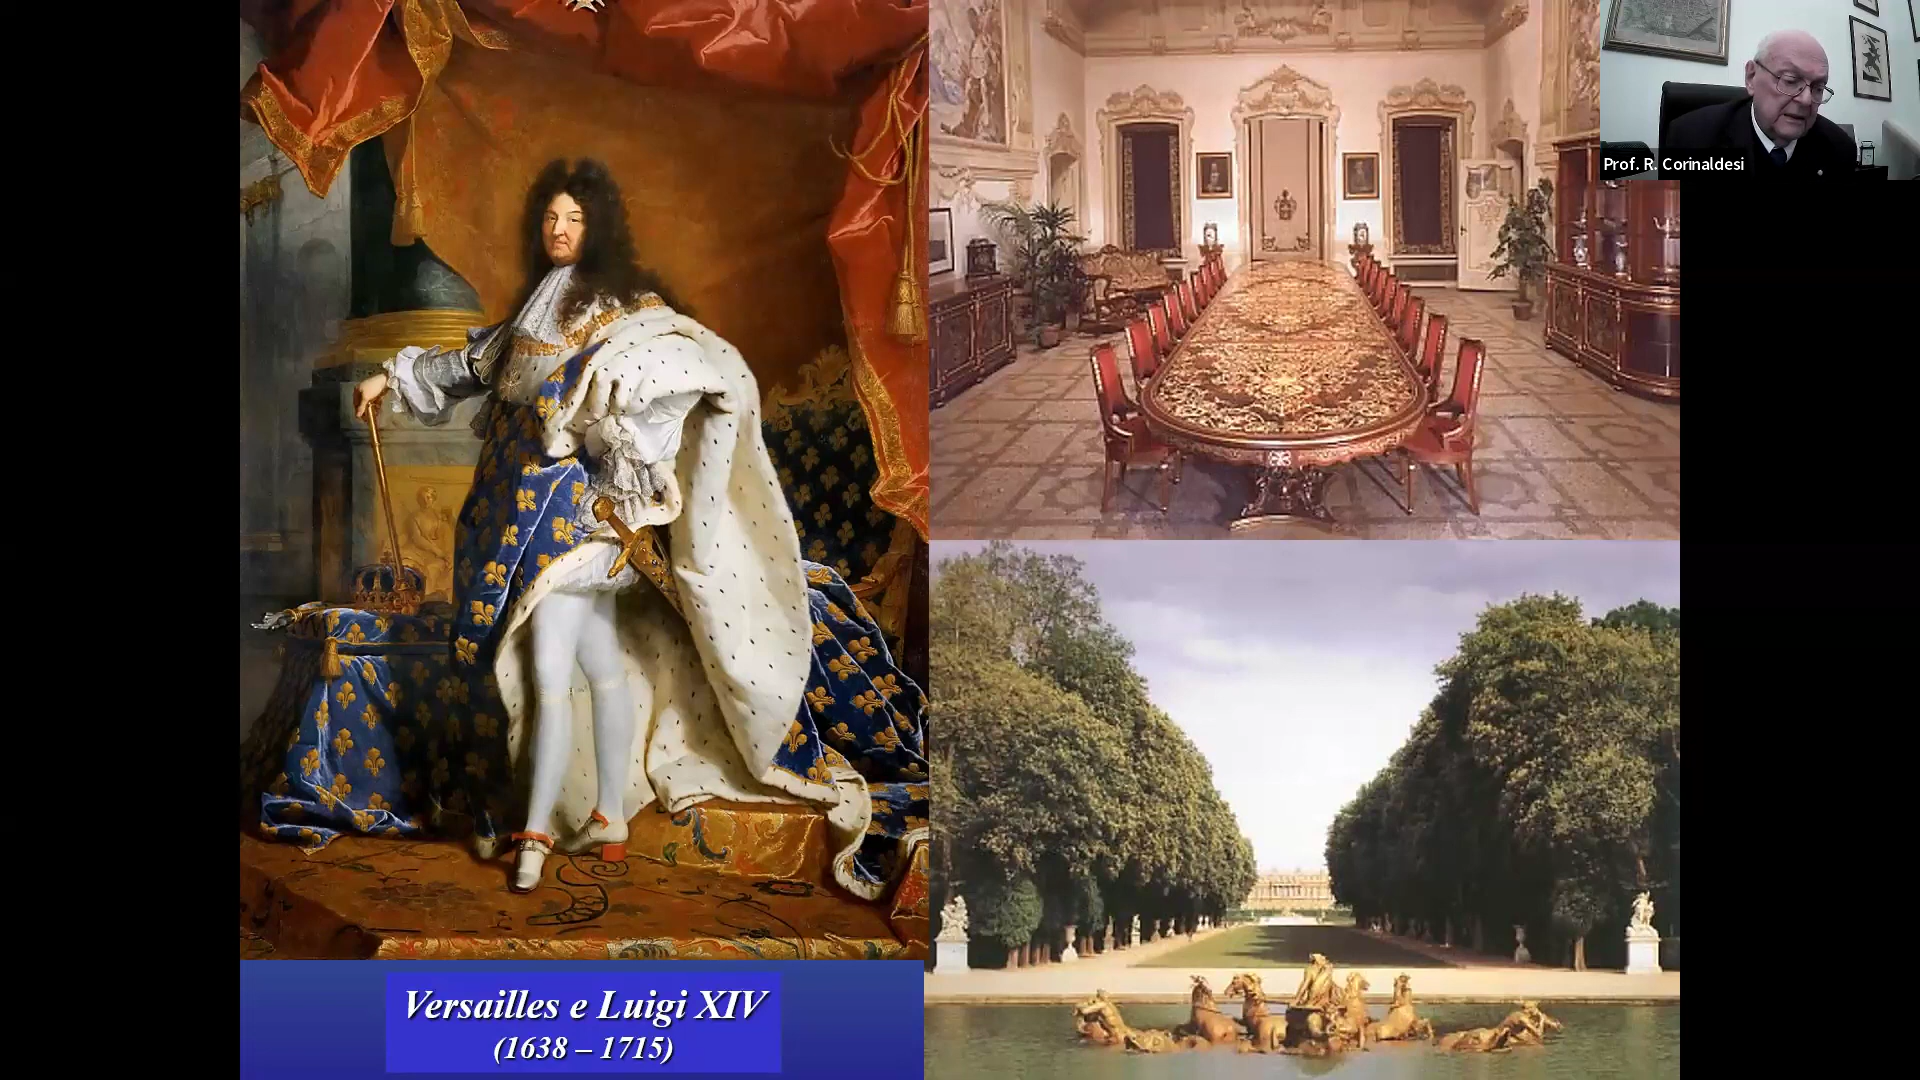 Prof. R. Corinaldesi
Versailles e Luigi XIV
(1638 – 1715)